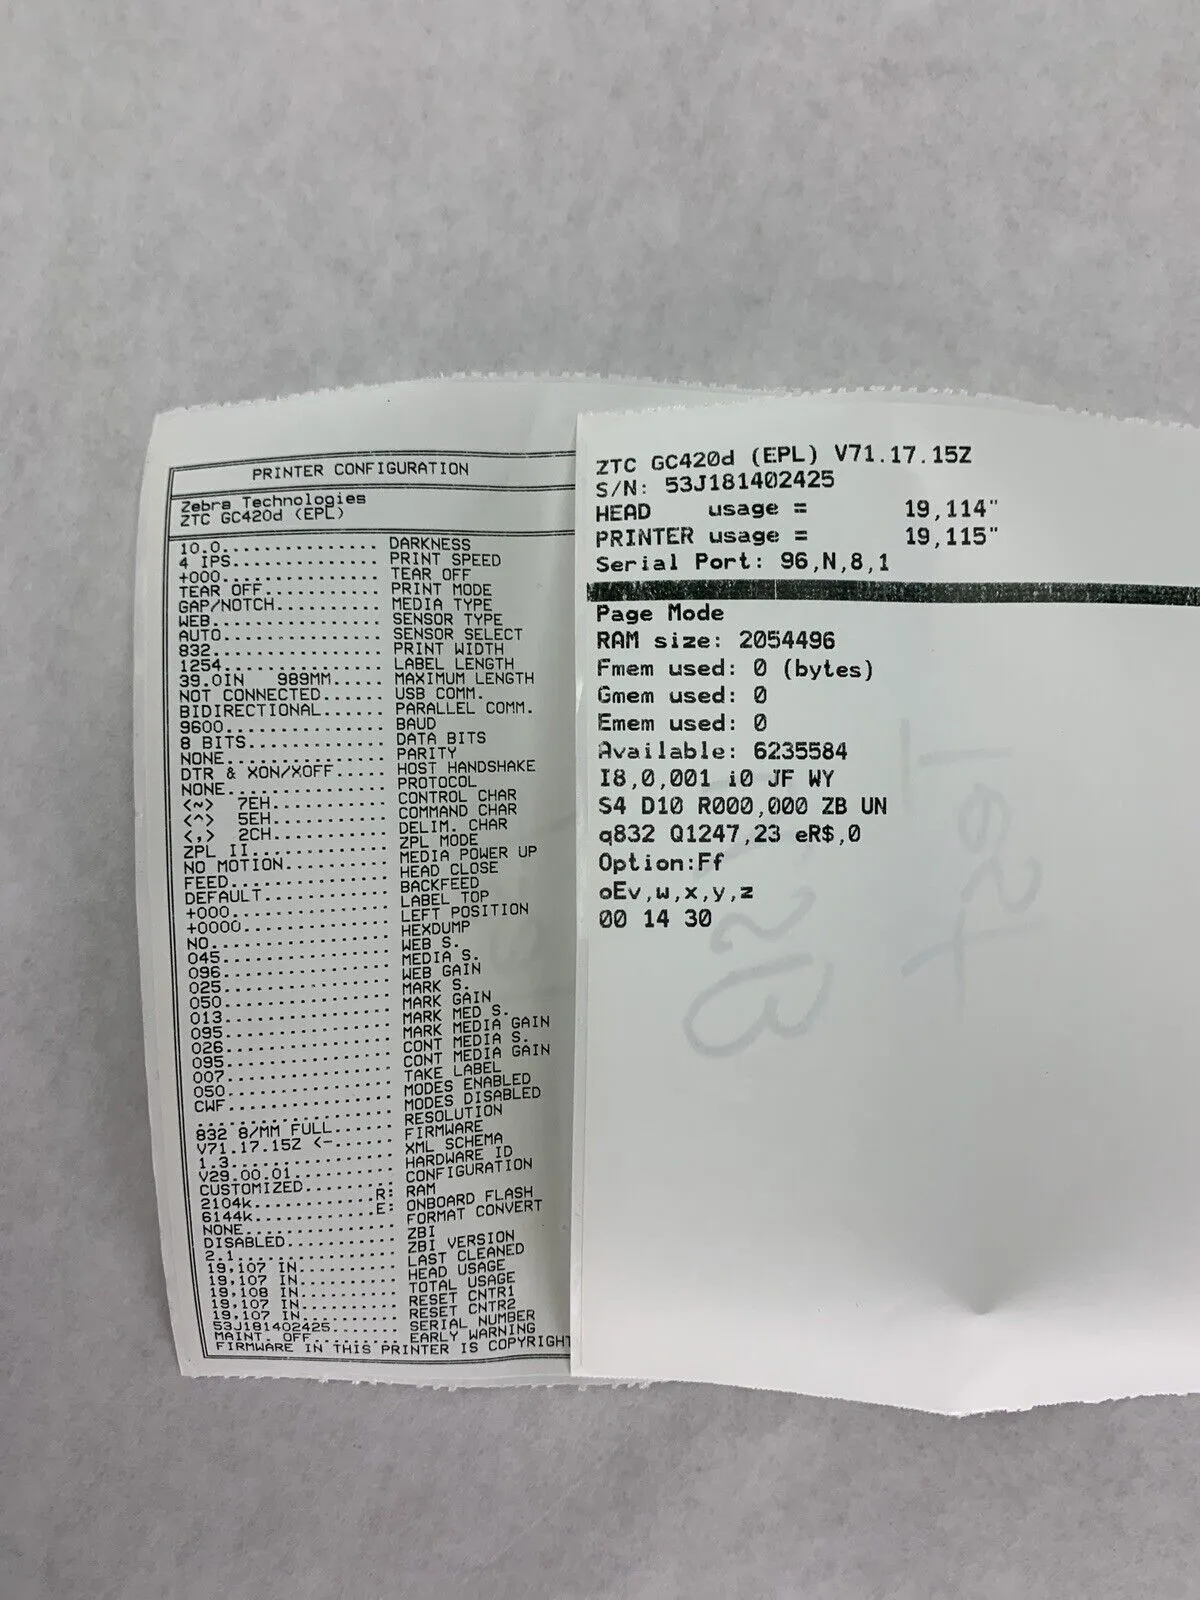 PRINTER CONFIGURATION
Zebra Technologies
ZTC GC420d (EPL)
10.0............... DARKNESS
4 IPS.............. PRINT SPEED
+000............... TEAR OFF
TEAR OFF........... PRINT MODE
GAP/NOTCH.......... MEDIA TYPE
WEB................ SENSOR TYPE
AUTO............... SENSOR SELECT
832................ PRINT WIDTH
1254............... LABEL LENGTH
39.0IN 989MM..... MAXIMUM LENGTH
NOT CONNECTED...... USB COMM.
BIDIRECTIONAL...... PARALLEL COMM.
9600............... BAUD
8 BITS............. DATA BITS
NONE............... PARITY
DTR & XON/XOFF..... HOST HANDSHAKE
NONE............... PROTOCOL
<~> 7EH.......... CONTROL CHAR
<^> 5EH.......... COMMAND CHAR
<,> 2CH.......... DELIM. CHAR
ZPL II............. ZPL MODE
NO MOTION.......... MEDIA POWER UP
FEED............... HEAD CLOSE
DEFAULT............ BACKFEED
+000............... LABEL TOP
+0000.............. LEFT POSITION
NO................. HEXDUMP
045................ WEB S.
096................ MEDIA S.
025................ WEB GAIN
050................ MARK S.
013................ MARK GAIN
095................ MARK MED S.
026................ MARK MEDIA GAIN
095................ CONT MEDIA S.
007................ CONT MEDIA GAIN
050................ TAKE LABEL
CWF................ MODES ENABLED
................... MODES DISABLED
832 8/MM FULL...... RESOLUTION
V71.17.15Z <-...... FIRMWARE
1.3................ XML SCHEMA
V29.00.01.......... HARDWARE ID
CUSTOMIZED......... CONFIGURATION
2104k............R: RAM
6144k............E: ONBOARD FLASH
NONE............... FORMAT CONVERT
DISABLED........... ZBI
2.1................ ZBI VERSION
19,107 IN.......... LAST CLEANED
19,107 IN.......... HEAD USAGE
19,108 IN.......... TOTAL USAGE
19,107 IN.......... RESET CNTR1
19,107 IN.......... RESET CNTR2
53J181402425....... SERIAL NUMBER
MAINT. OFF......... EARLY WARNING
FIRMWARE IN THIS PRINTER IS COPYRIGHT
ZTC GC420d (EPL) V71.17.15Z
S/N: 53J181402425
HEAD usage = 19,114"
PRINTER usage = 19,115"
Serial Port: 96,N,8,1
Page Mode
RAM size: 2054496
Fmem used: 0 (bytes)
Gmem used: 0
Emem used: 0
Available: 6235584
I8,0,001 i0 JF WY
S4 D10 R000,000 ZB UN
q832 Q1247,23 eR$,0
Option:Ff
oEv,w,x,y,z
00 14 30